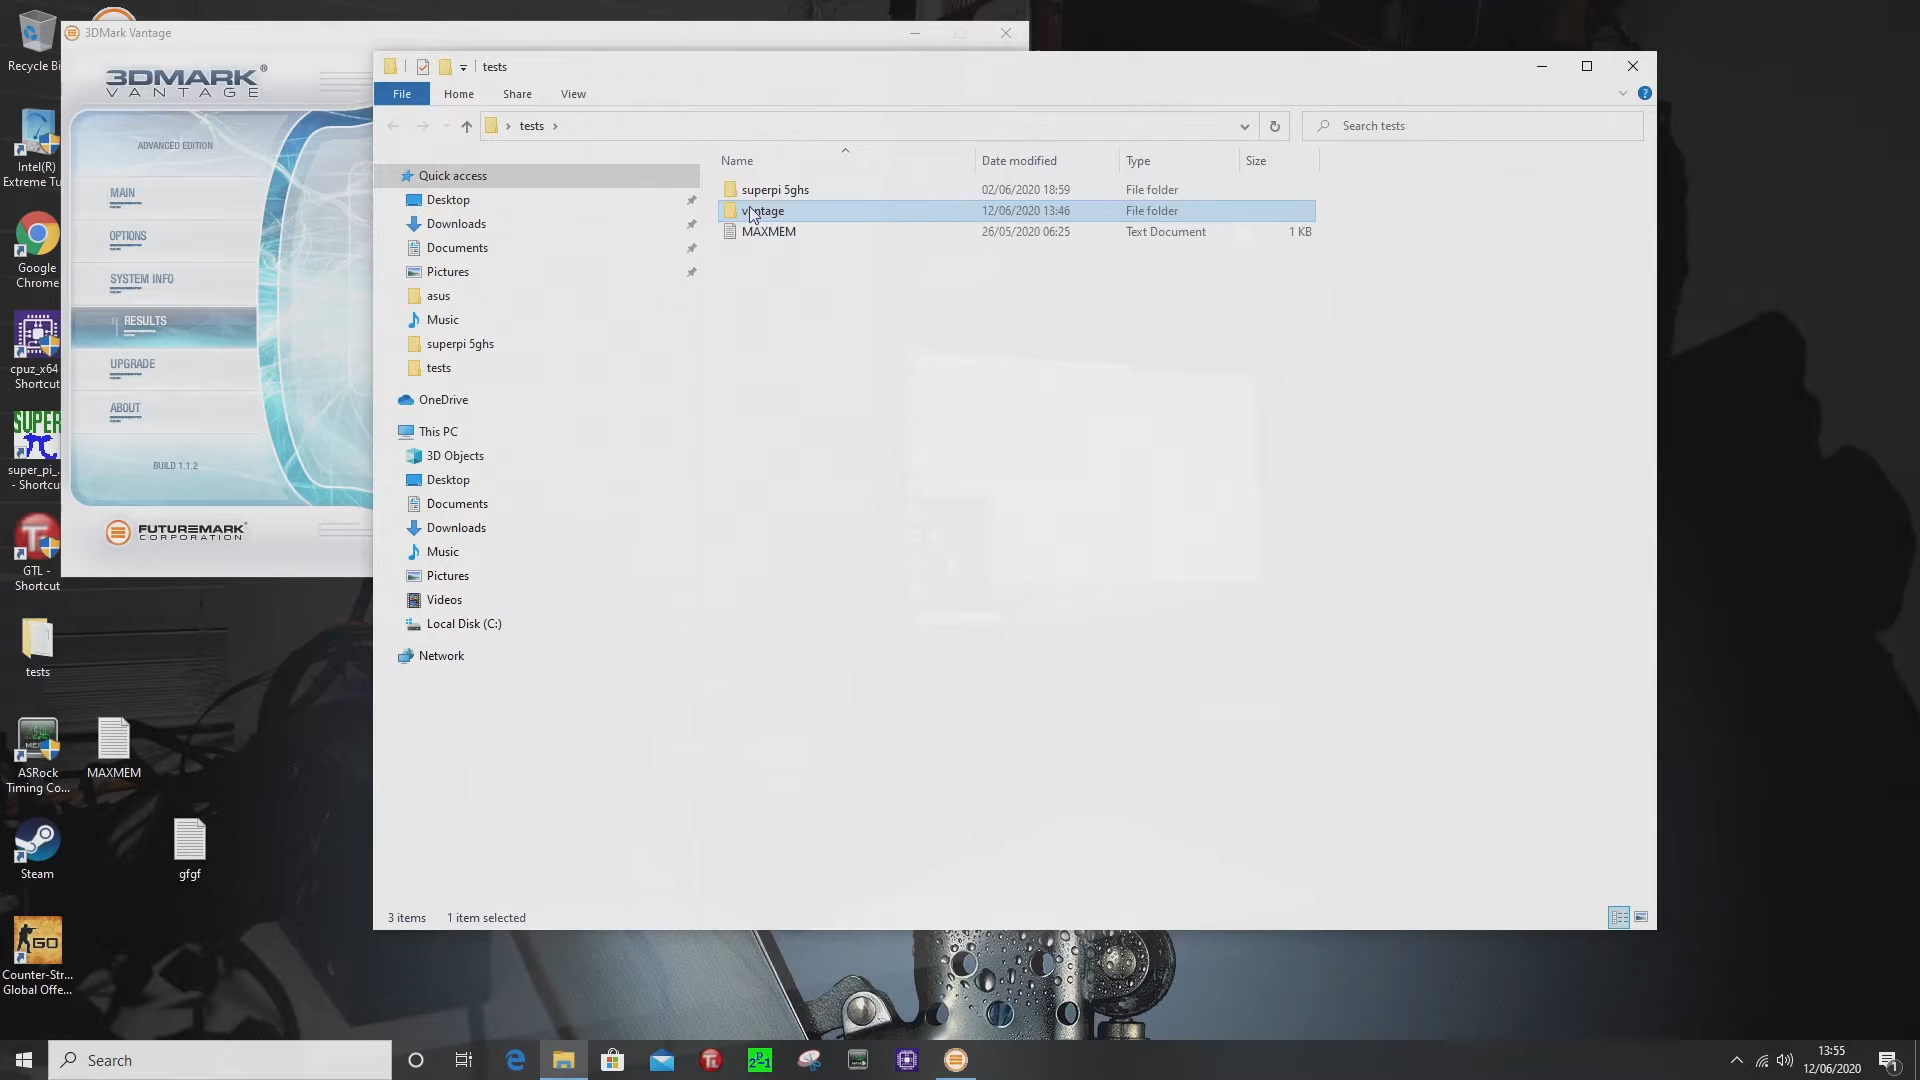 Recycle Bi
Intel(R)
Extreme Tu
Google
Chrome
cpuz_x64
Shortcut
SUPER
π
super_pi_...
- Shortcu
GTL -
Shortcut
tests
ASRock
Timing Co...
MAXMEM
Steam
gfgf
GO
Counter-Str...
Global Offe...
3DMark Vantage
3DMARK®
VANTAGE
ADVANCED EDITION
MAIN
OPTIONS
SYSTEM INFO
RESULTS
UPGRADE
ABOUT
BUILD 1.1.2
FUTUREMARK®
CORPORATION
tests
File Home Share View
tests
Search tests
Quick access
Desktop
Downloads
Documents
Pictures
asus
Music
superpi 5ghs
tests
OneDrive
This PC
3D Objects
Desktop
Documents
Downloads
Music
Pictures
Videos
Local Disk (C:)
Network
Name Date modified Type Size
superpi 5ghs 02/06/2020 18:59 File folder
vantage 12/06/2020 13:46 File folder
MAXMEM 26/05/2020 06:25 Text Document 1 KB
3 items 1 item selected
Search
13:55
12/06/2020
1